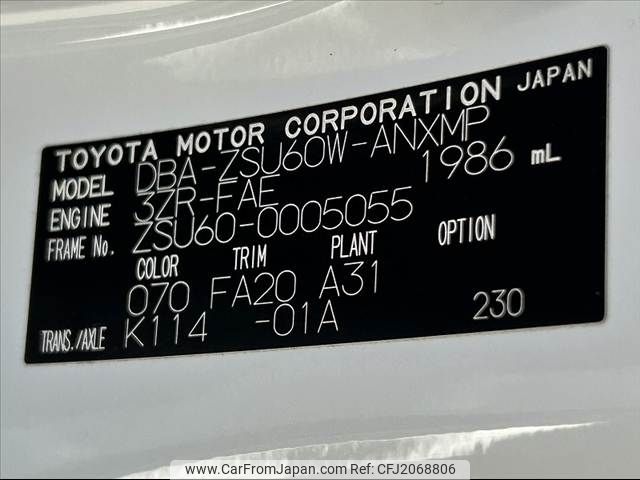 TOYOTA MOTOR CORPORATION JAPAN
MODEL DBA-ZSU60W-ANXMP
ENGINE 3ZR-FAE 1986 mL
FRAME No. ZSU60-0005055
COLOR TRIM PLANT OPTION
070 FA20 A31
TRANS./AXLE K114 -01A 230
www.CarFromJapan.com for CFJ2068806